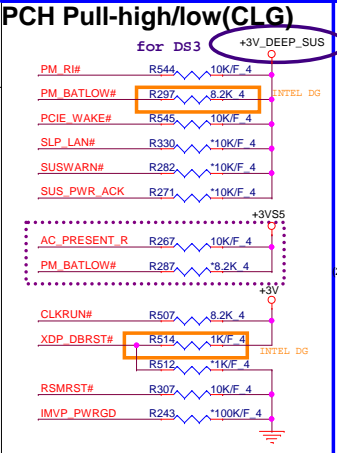 PCH Pull-high/low(CLG)
for DS3 +3V_DEEP_SUS
PM_RI# R544 10K/F_4
PM_BATLOW# R297 8.2K_4 INTEL DG
PCIE_WAKE# R545 10K/F_4
SLP_LAN# R330 *10K/F_4
SUSWARN# R282 *10K/F_4
SUS_PWR_ACK R271 *10K/F_4
+3VS5
AC_PRESENT_R R267 10K/F_4
PM_BATLOW# R287 *8.2K_4
+3V
CLKRUN# R507 8.2K_4
XDP_DBRST# R514 1K/F_4 INTEL DG
R512 *1K/F_4
RSMRST# R307 10K/F_4
IMVP_PWRGD R243 *100K/F_4